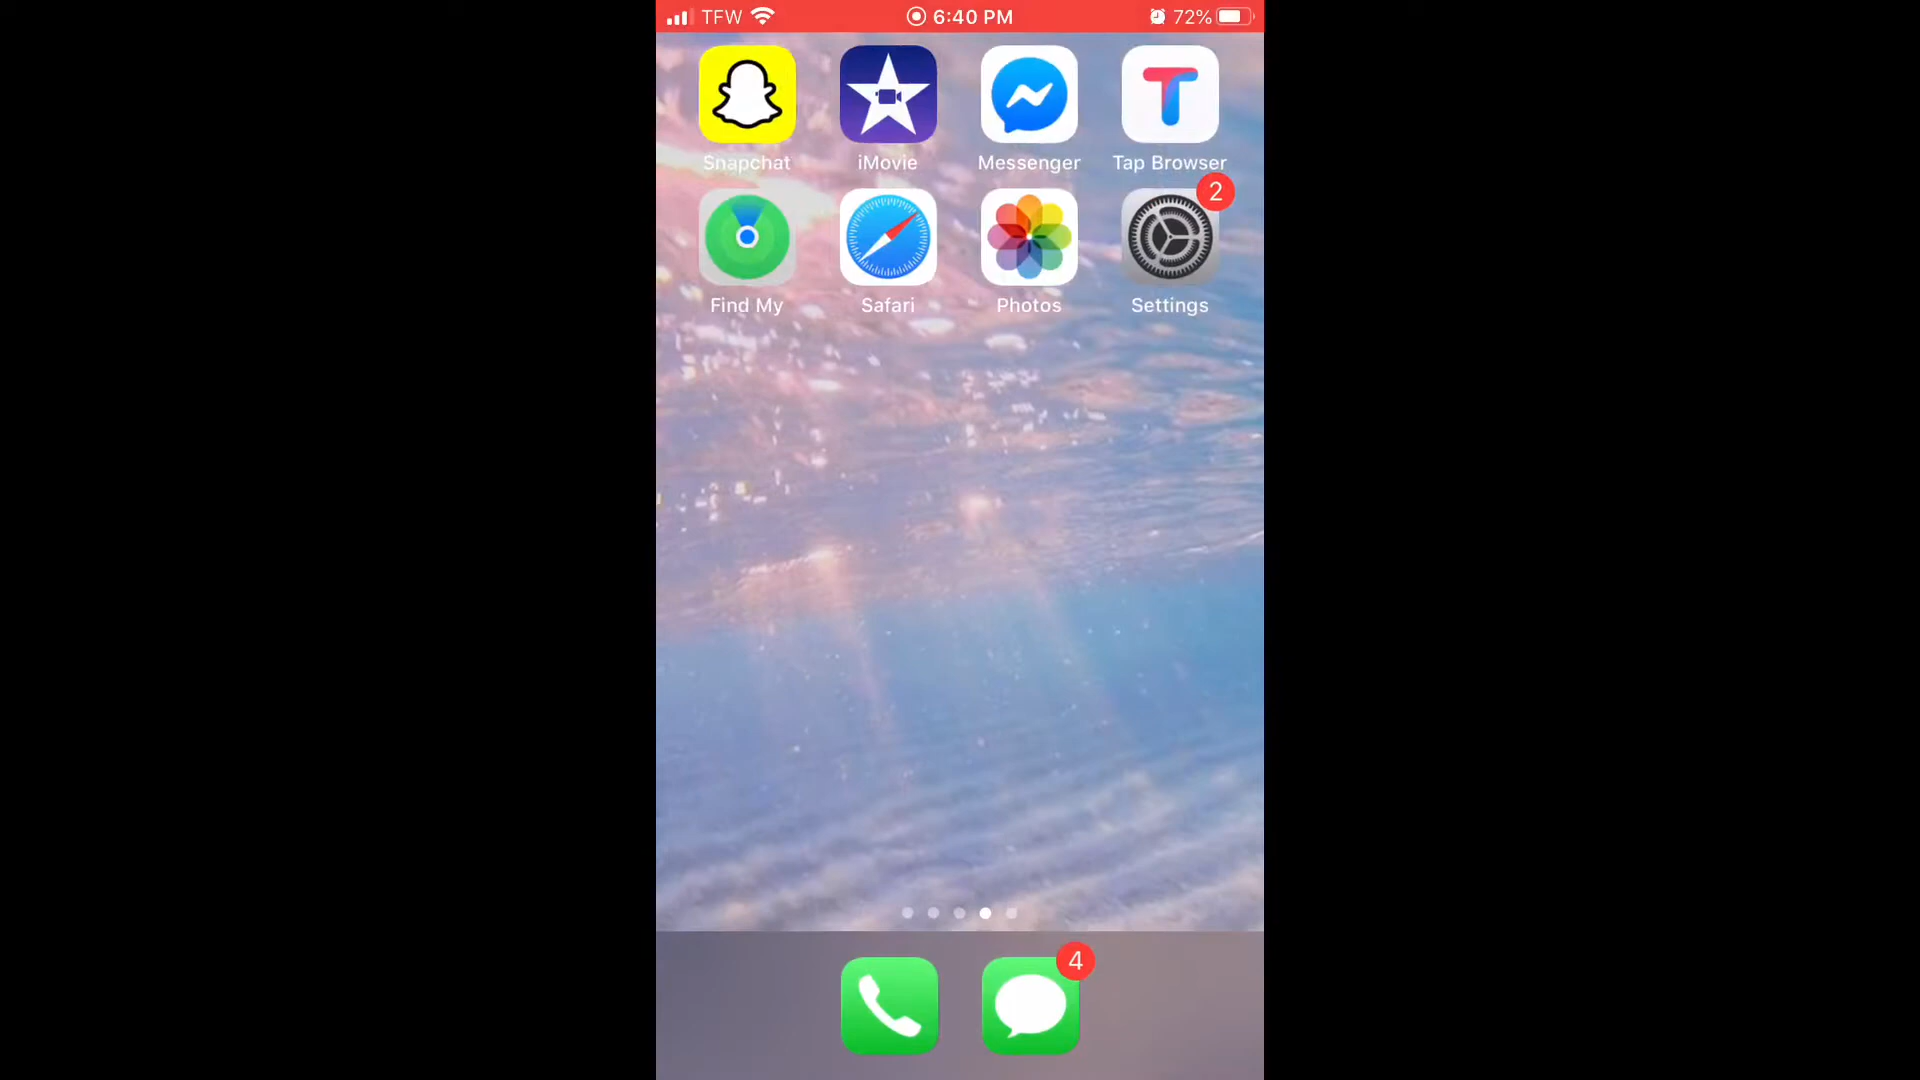 TFW 6:40 PM 72%
Snapchat iMovie Messenger Tap Browser
2
Find My Safari Photos Settings
4